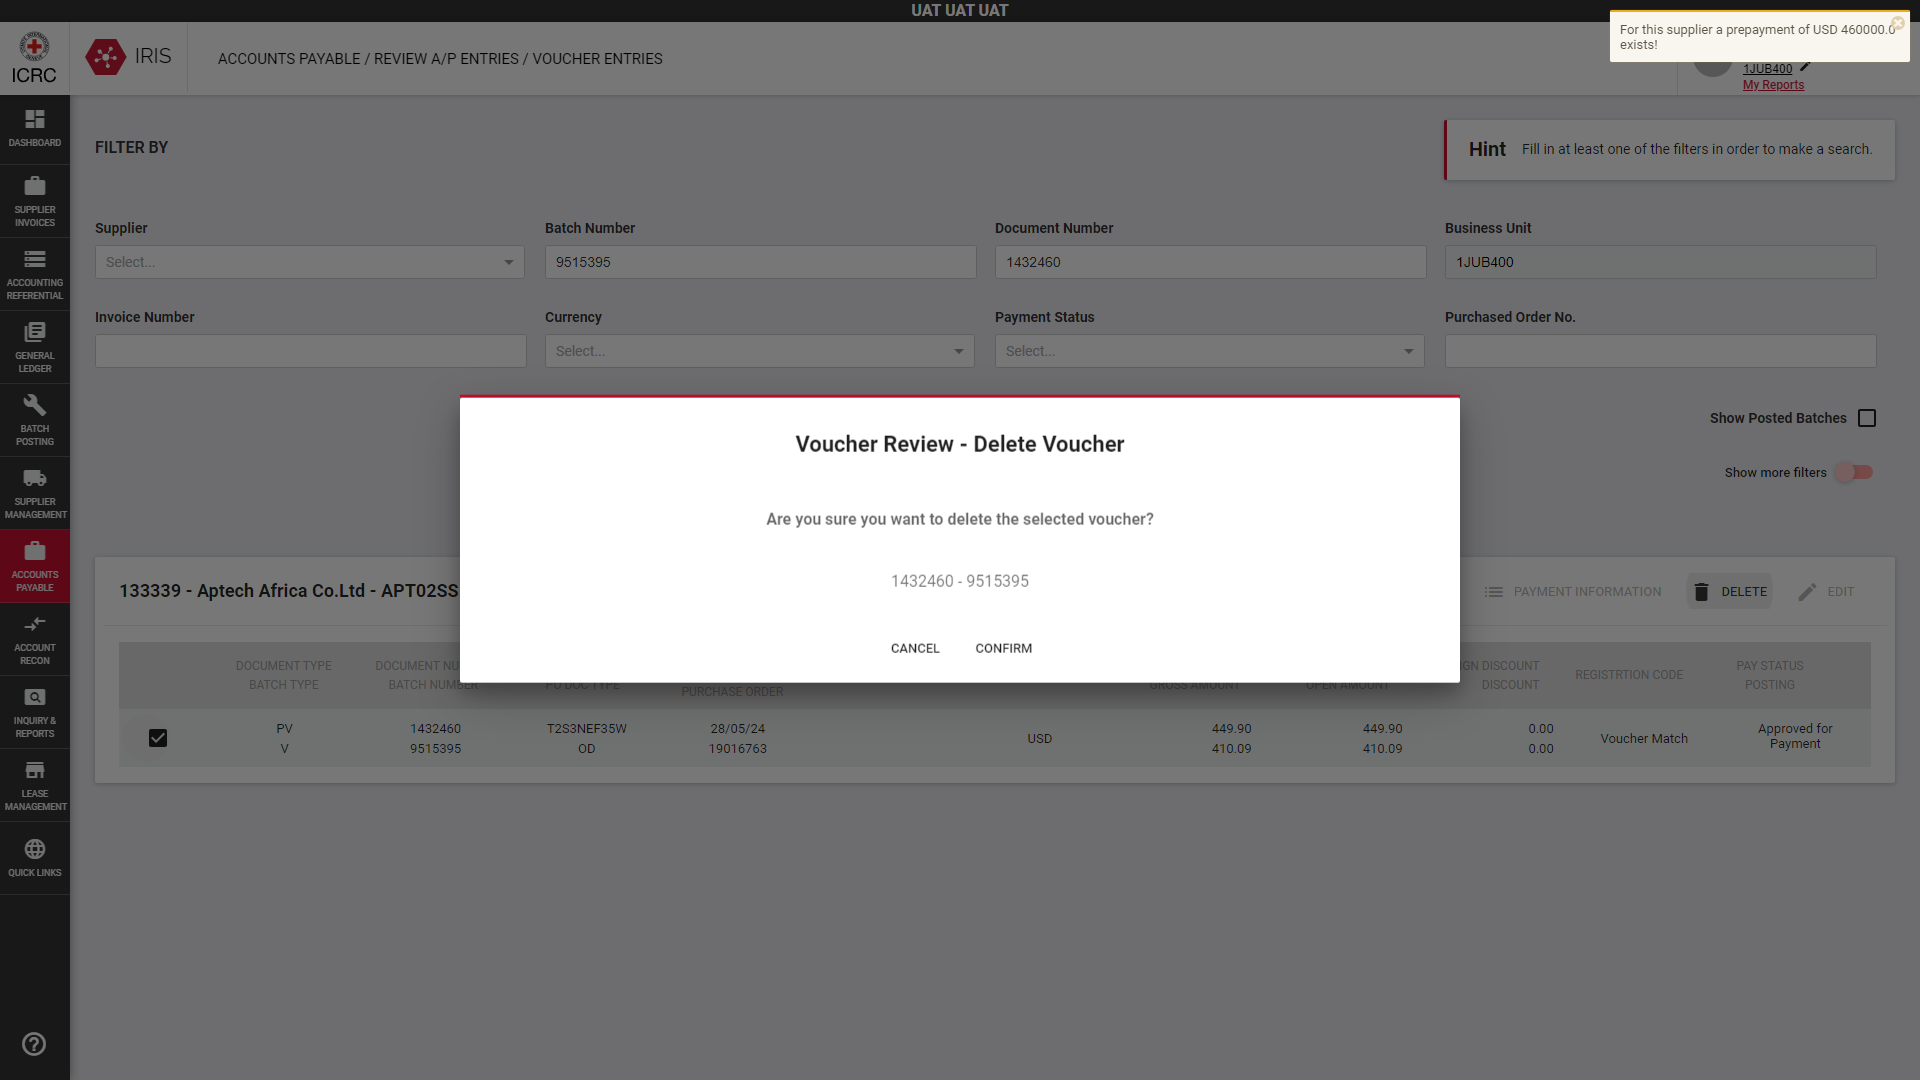 UAT UAT UAT
ICRC
IRIS
ACCOUNTS PAYABLE / REVIEW A/P ENTRIES / VOUCHER ENTRIES
For this supplier a prepayment of USD 460000.0
exists!
1JUB400
My Reports
DASHBOARD
SUPPLIER
INVOICES
ACCOUNTING
REFERENTIAL
GENERAL
LEDGER
BATCH
POSTING
SUPPLIER
MANAGEMENT
ACCOUNTS
PAYABLE
ACCOUNT
RECON
INQUIRY &
REPORTS
LEASE
MANAGEMENT
QUICK LINKS
FILTER BY
Hint Fill in at least one of the filters in order to make a search.
Supplier Batch Number Document Number Business Unit
Select... 9515395 1432460 1JUB400
Invoice Number Currency Payment Status Purchased Order No.
Select... Select...
Show Posted Batches
Show more filters
Voucher Review - Delete Voucher
Are you sure you want to delete the selected voucher?
1432460 - 9515395
CANCEL CONFIRM
133339 - Aptech Africa Co.Ltd - APT02SS
PAYMENT INFORMATION DELETE EDIT
DOCUMENT TYPE DOCUMENT NU IGN DISCOUNT REGISTRTION CODE PAY STATUS
BATCH TYPE BATCH NUMBER PO DOC TYPE PURCHASE ORDER GROSS AMOUNT OPEN AMOUNT DISCOUNT POSTING
PV 1432460 T2S3NEF35W 28/05/24 USD 449.90 449.90 0.00 Voucher Match Approved for
V 9515395 OD 19016763 410.09 410.09 0.00 Payment